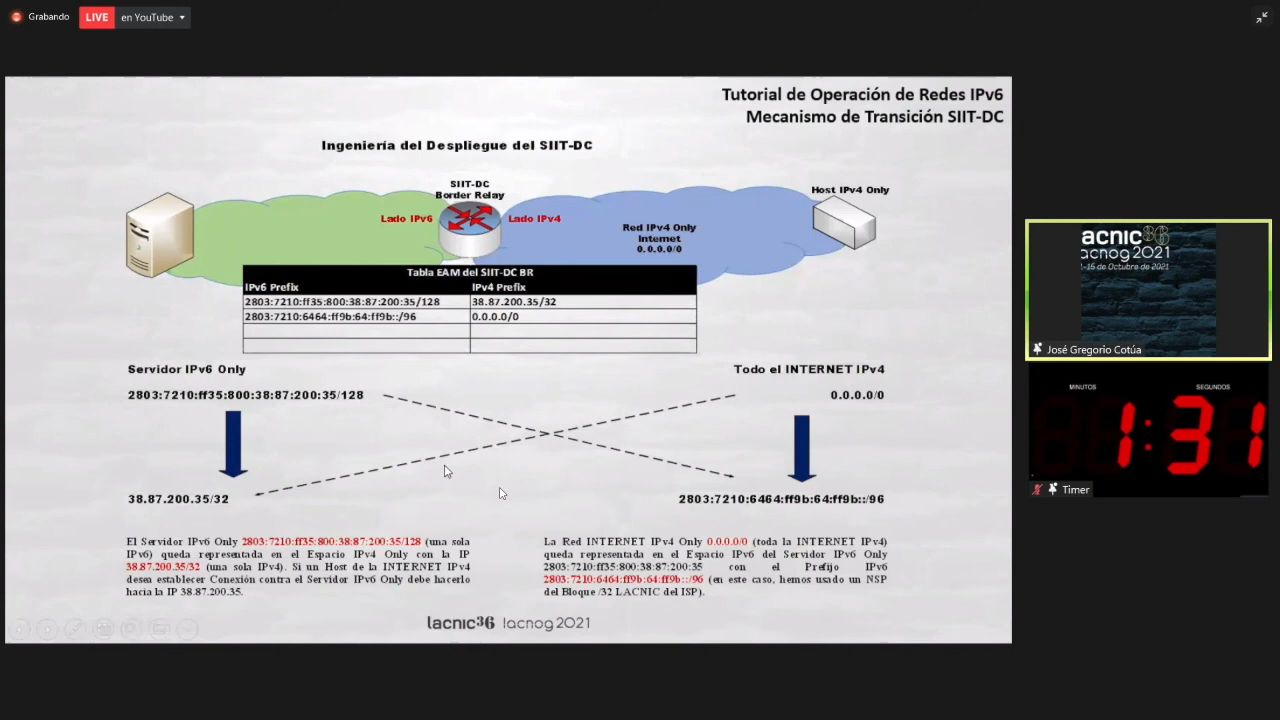 Grabando
LIVE
en YouTube
Tutorial de Operación de Redes IPv6
Mecanismo de Transición SIIT-DC
Ingeniería del Despliegue del SIIT-DC
SIIT-DC
Border Relay
Host IPv4 Only
Lado IPv6
Lado IPv4
Red IPv4 Only
Internet
0.0.0.0/0
Tabla EAM del SIIT-DC BR
IPv6 Prefix
IPv4 Prefix
2803:7210:ff35:800:38:87:200:35/128
38.87.200.35/32
2803:7210:6464:ff9b:64:ff9b::/96
0.0.0.0/0
Servidor IPv6 Only
Todo el INTERNET IPv4
2803:7210:ff35:800:38:87:200:35/128
0.0.0.0/0
38.87.200.35/32
2803:7210:6464:ff9b:64:ff9b::/96
El Servidor IPv6 Only 2803:7210:ff35:800:38:87:200:35/128 (una sola
IPv6) queda representada en el Espacio IPv4 Only con la IP
38.87.200.35/32 (una sola IPv4). Si un Host de la INTERNET IPv4
desea establecer Conexión contra el Servidor IPv6 Only debe hacerlo
hacia la IP 38.87.200.35.
La Red INTERNET IPv4 Only 0.0.0.0/0 (toda la INTERNET IPv4)
queda representada en el Espacio IPv6 del Servidor IPv6 Only
2803:7210:ff35:800:38:87:200:35 con el Prefijo IPv6
2803:7210:6464:ff9b:64:ff9b::/96 (en este caso, hemos usado un NSP
del Bloque /32 LACNIC del ISP).
lacnic36 lacnog2021
acnic36
acnog2021
1-15 de Octubre de 2021
José Gregorio Cotúa
MINUTOS
SEGUNDOS
1:31
Timer